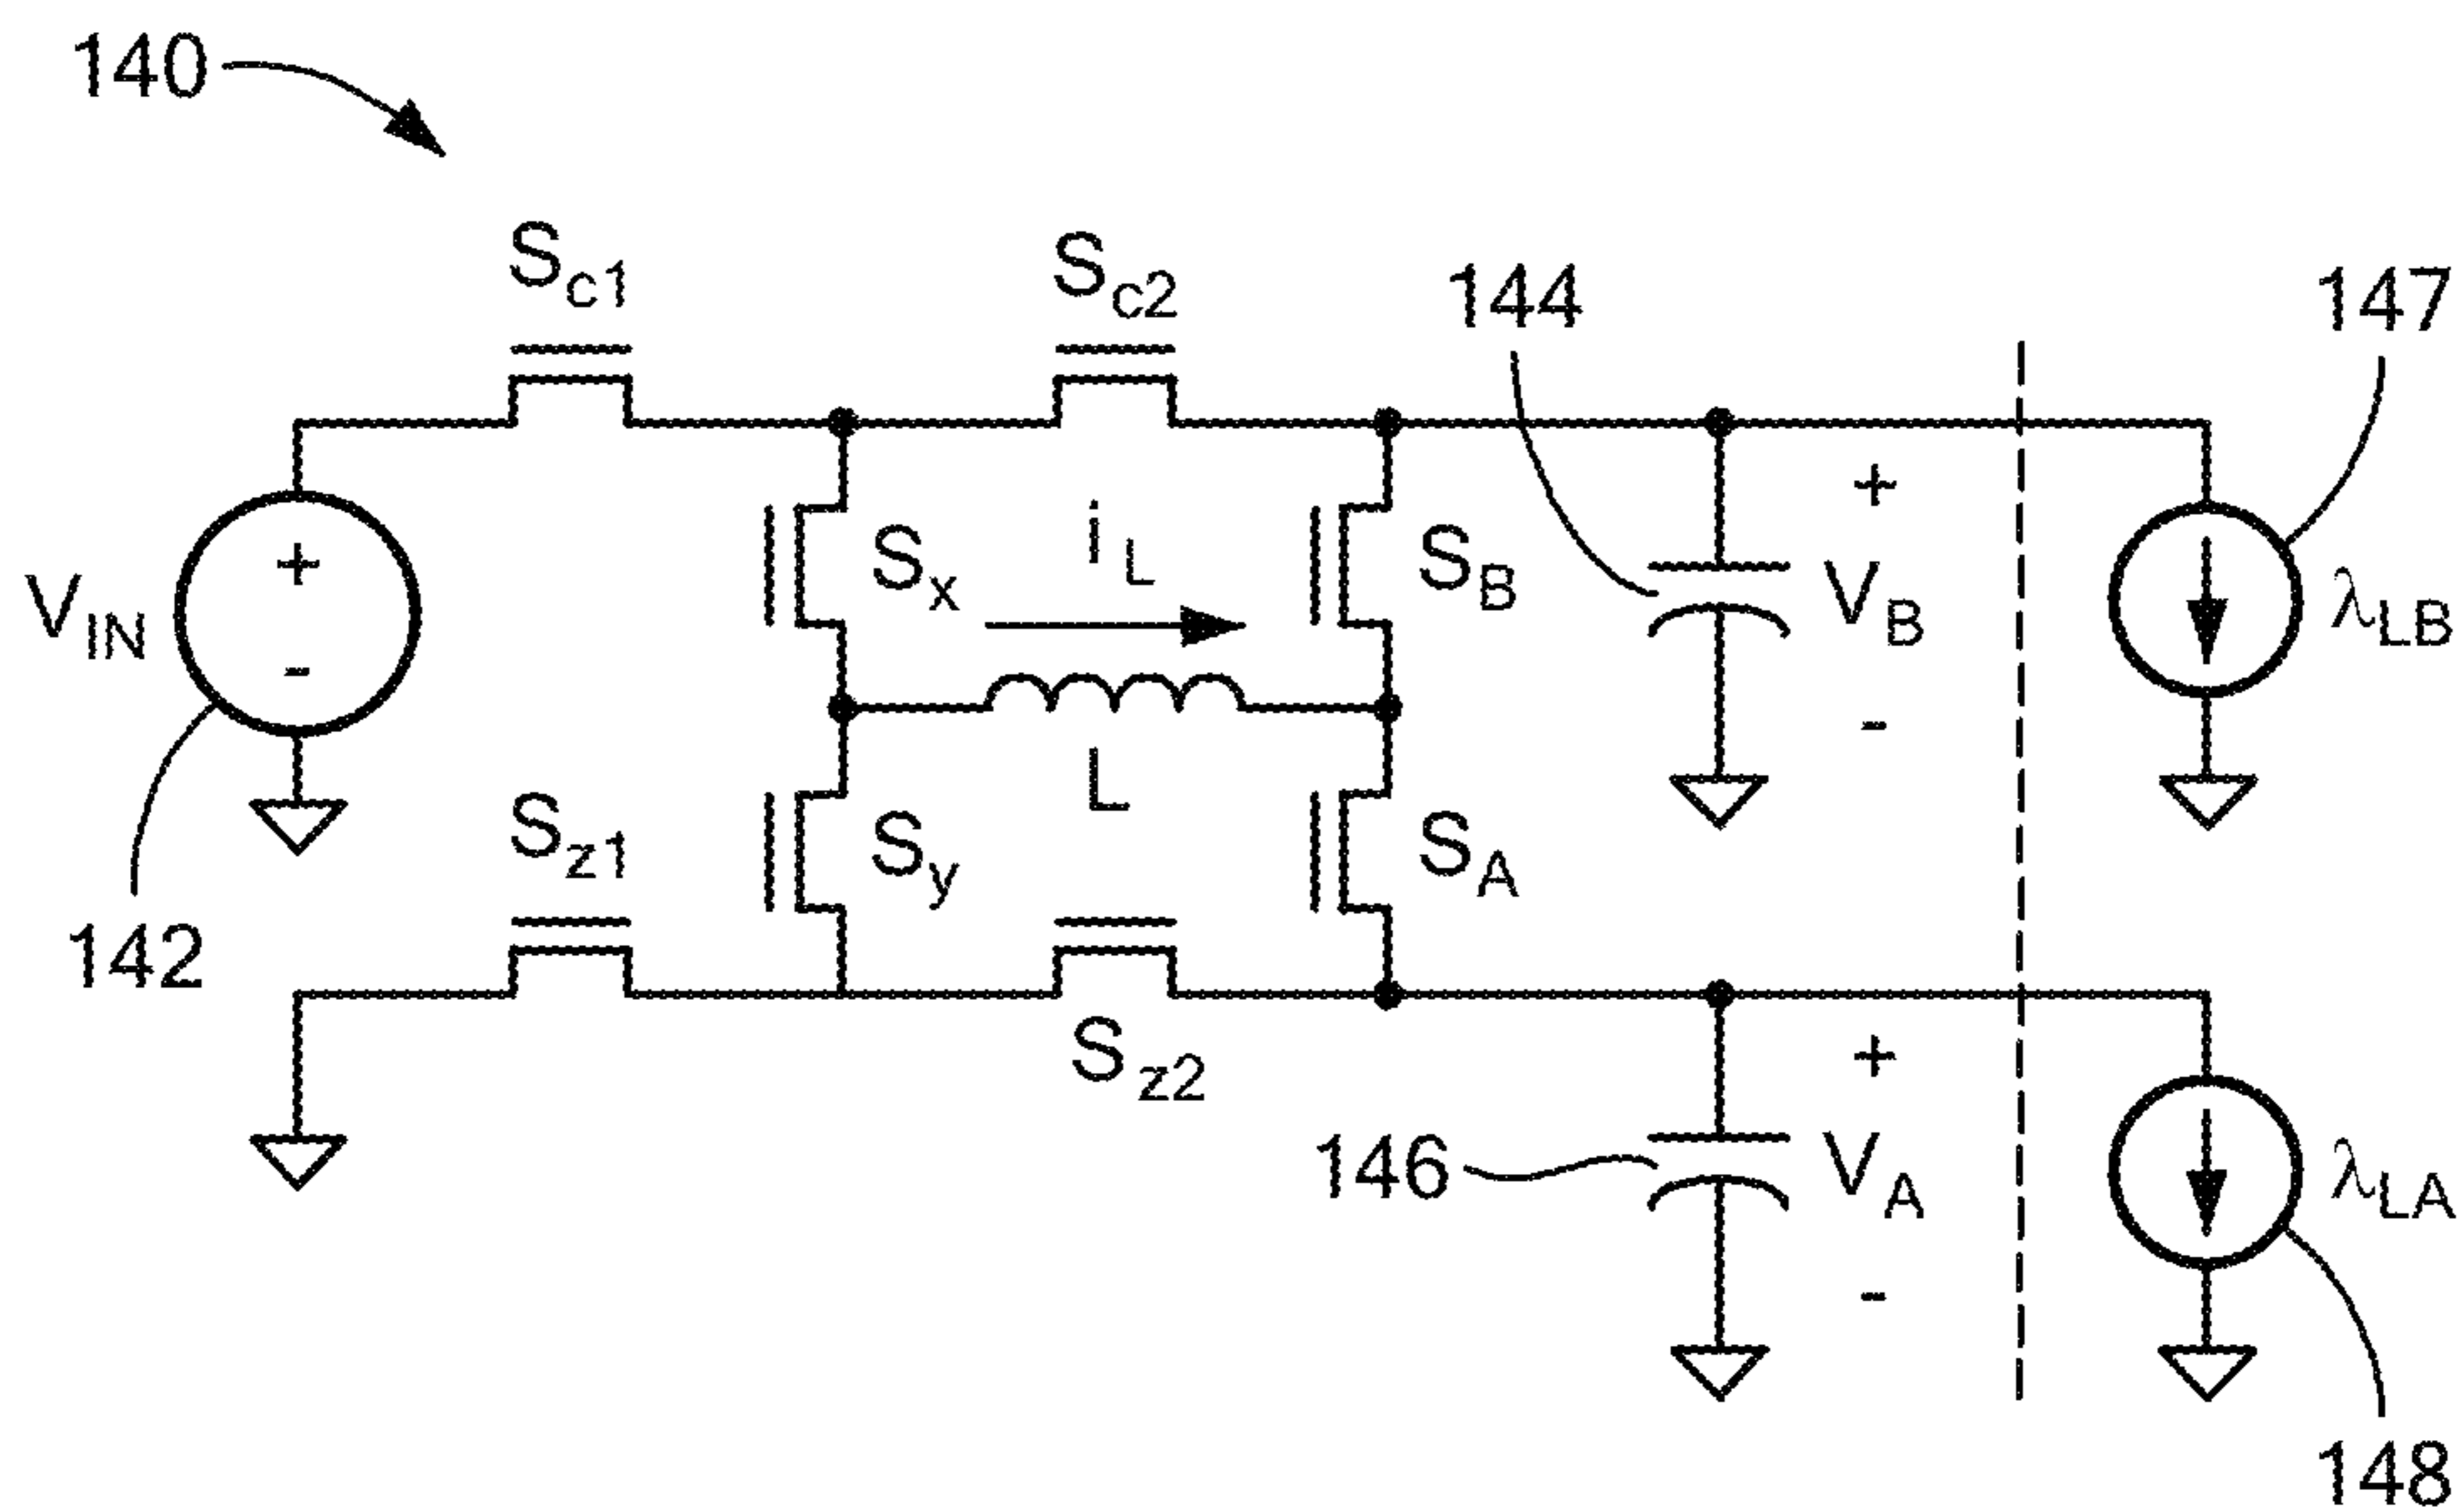 140
Sc1
Sc2
144
147
+
VIN
-
Sx
iL
SB
+
VB
-
λLB
L
142
Sz1
Sy
SA
Sz2
146
+
VA
-
λLA
148